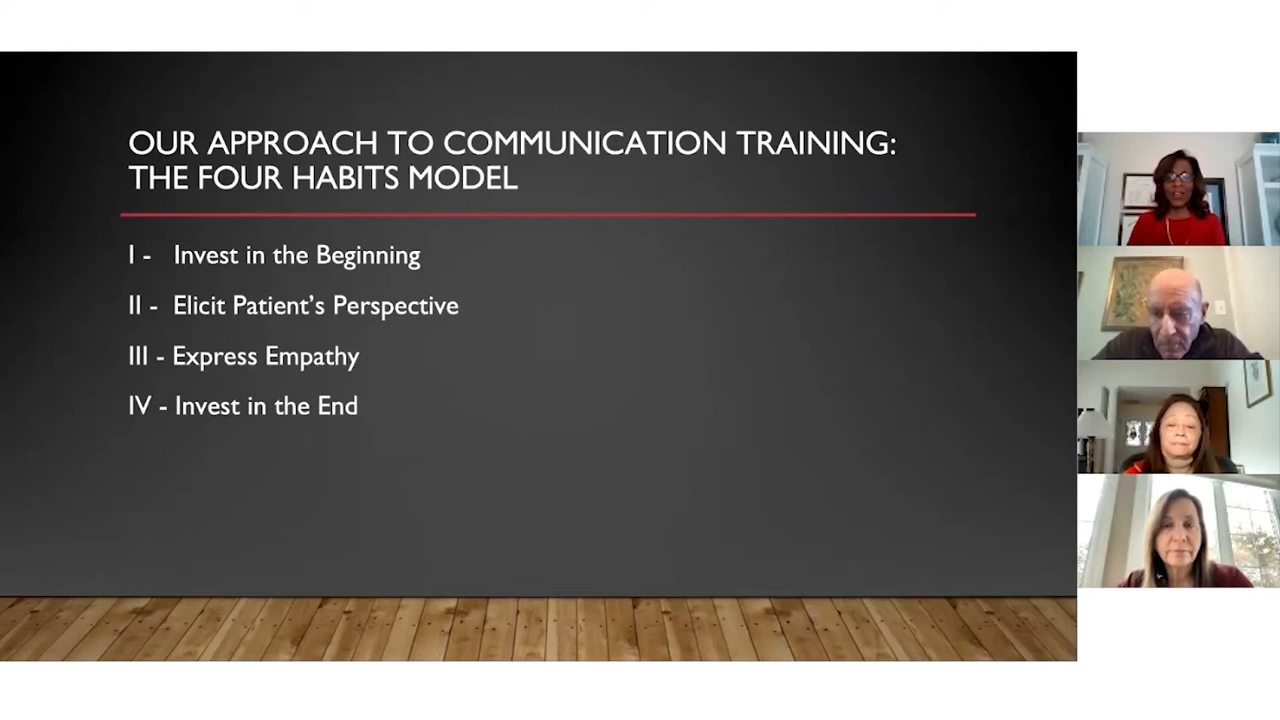 OUR APPROACH TO COMMUNICATION TRAINING:
THE FOUR HABITS MODEL
I - Invest in the Beginning
II - Elicit Patient’s Perspective
III - Express Empathy
IV - Invest in the End